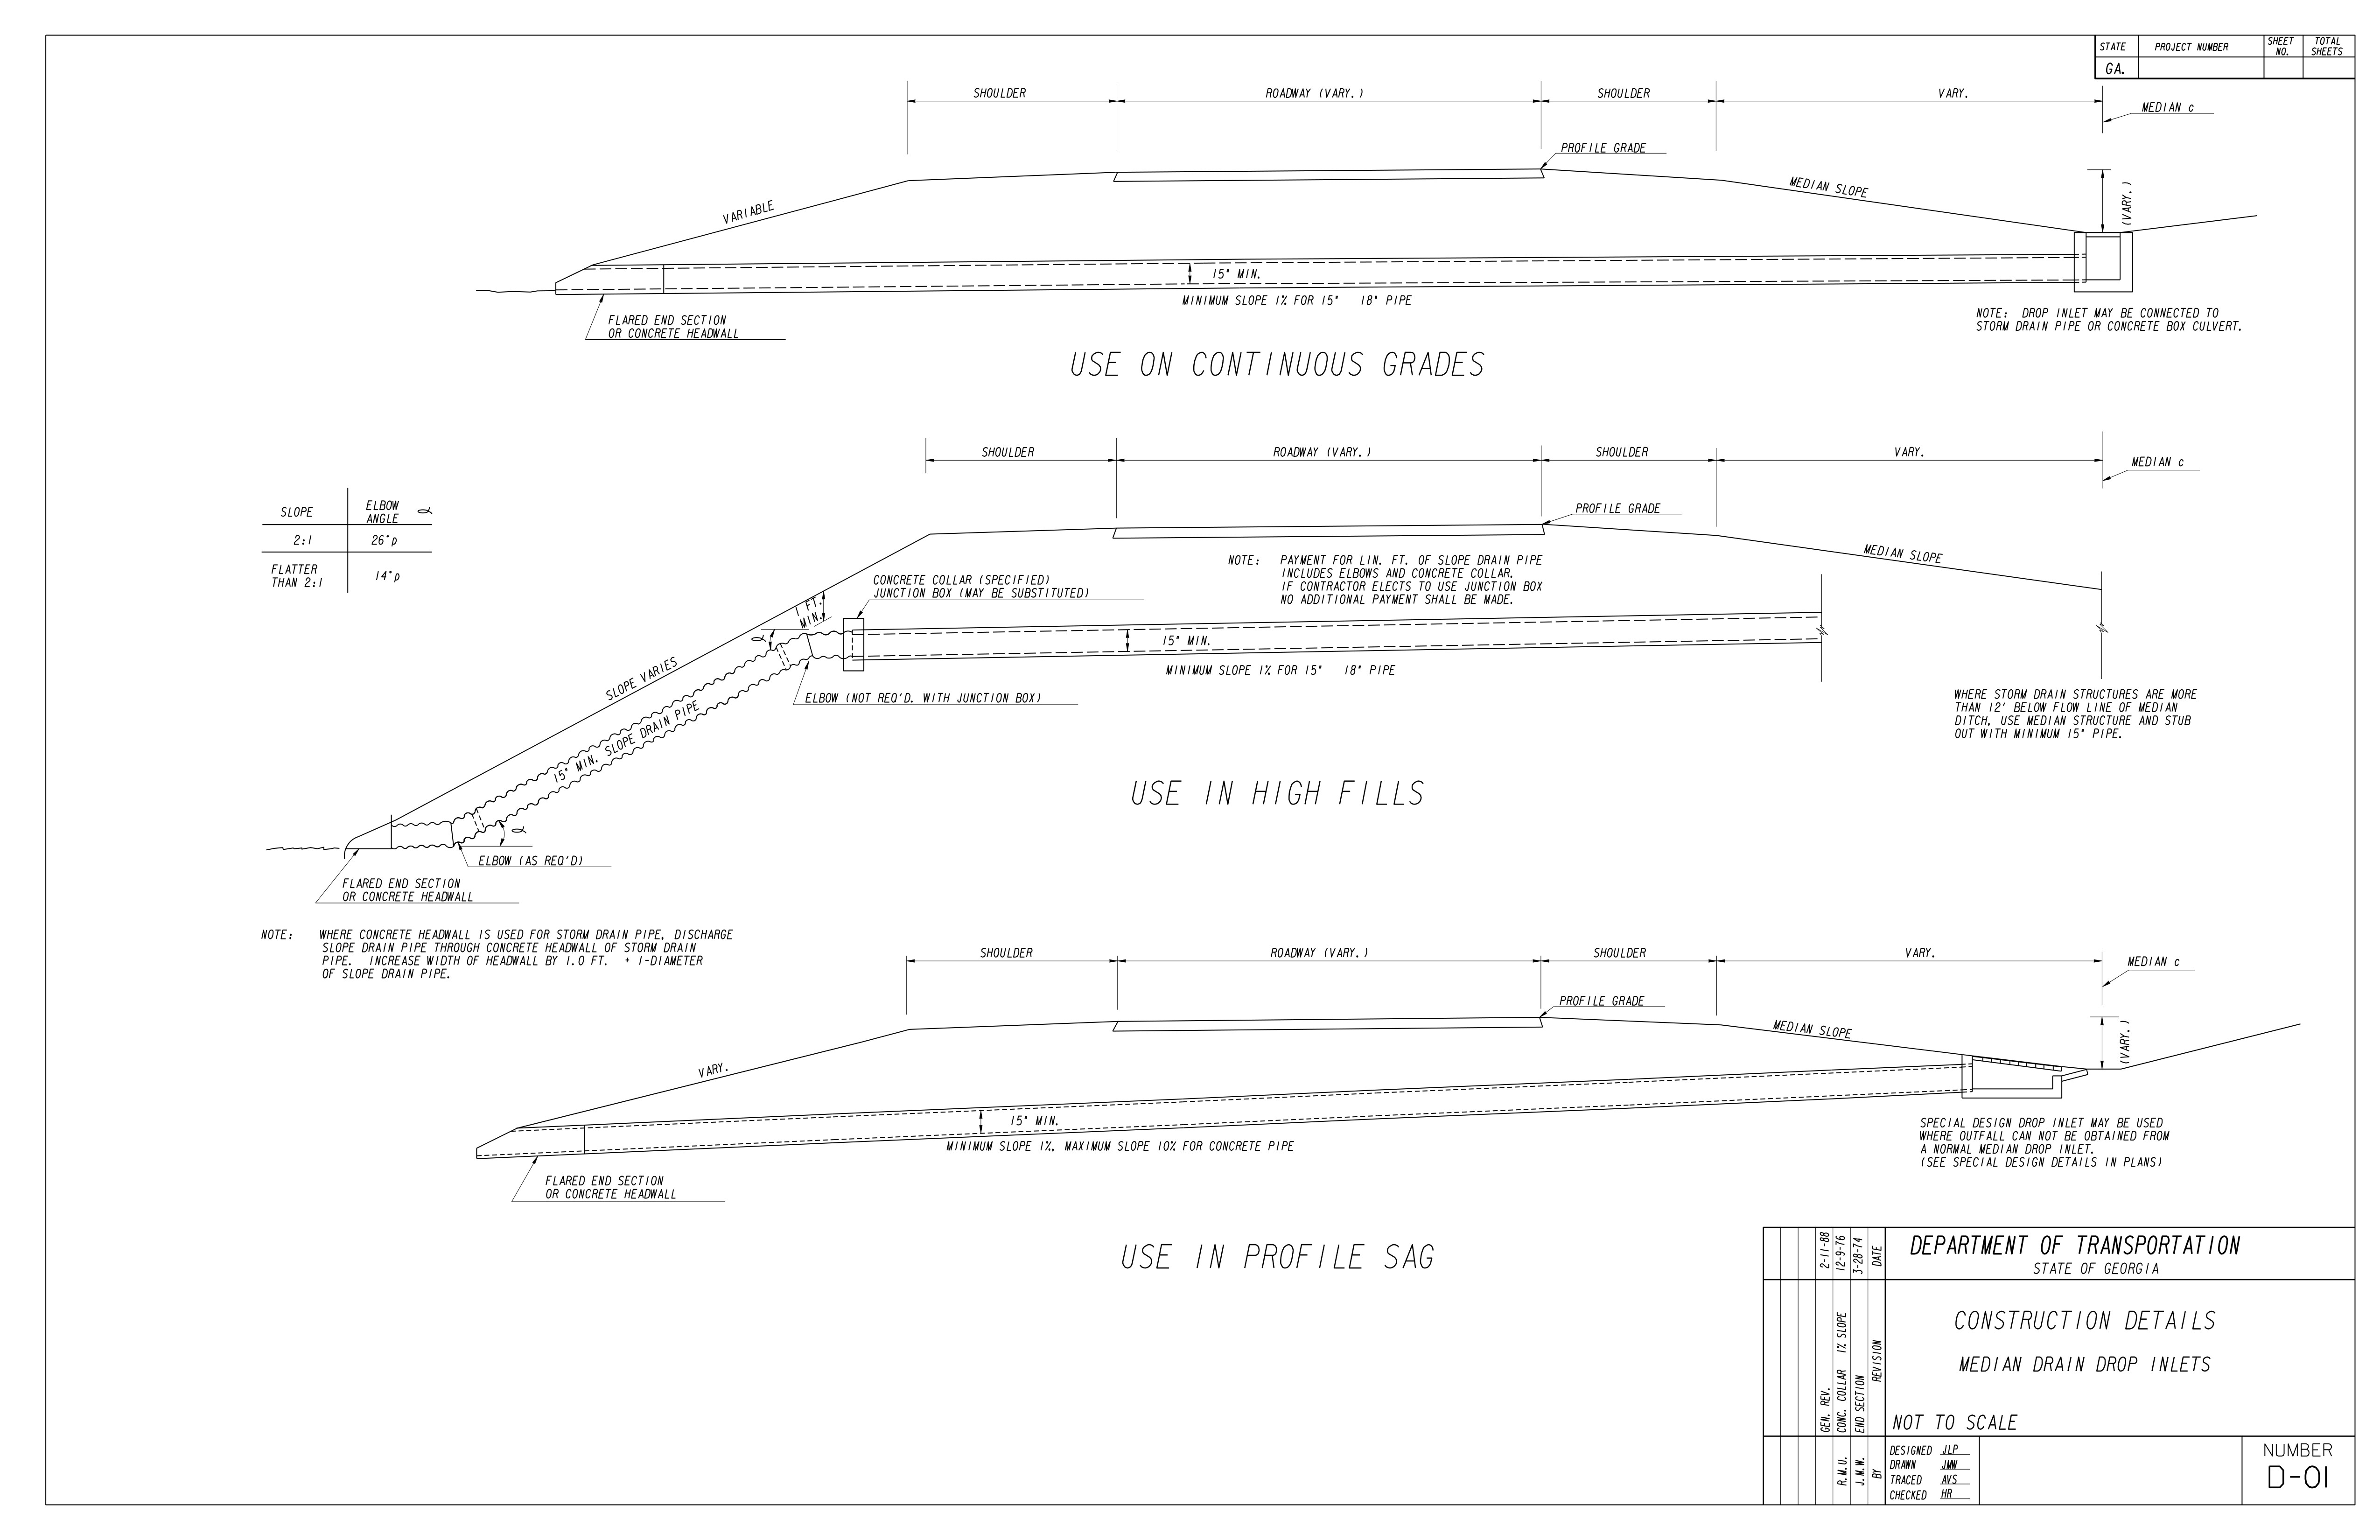 STATE
PROJECT NUMBER
SHEET NO.
TOTAL SHEETS
GA.
SHOULDER
ROADWAY (VARY.)
SHOULDER
VARY.
MEDIAN c
PROFILE GRADE
VARIABLE
MEDIAN SLOPE
(VARY.)
15" MIN.
MINIMUM SLOPE 1% FOR 15" 18" PIPE
FLARED END SECTION
OR CONCRETE HEADWALL
NOTE: DROP INLET MAY BE CONNECTED TO
STORM DRAIN PIPE OR CONCRETE BOX CULVERT.
USE ON CONTINUOUS GRADES
SHOULDER
ROADWAY (VARY.)
SHOULDER
VARY.
MEDIAN c
SLOPE
ELBOW
ANGLE α
2:1
26°p
FLATTER
THAN 2:1
14°p
PROFILE GRADE
MEDIAN SLOPE
NOTE: PAYMENT FOR LIN. FT. OF SLOPE DRAIN PIPE
INCLUDES ELBOWS AND CONCRETE COLLAR.
IF CONTRACTOR ELECTS TO USE JUNCTION BOX
NO ADDITIONAL PAYMENT SHALL BE MADE.
CONCRETE COLLAR (SPECIFIED)
JUNCTION BOX (MAY BE SUBSTITUTED)
1 FT.
MIN.
α
15" MIN.
MINIMUM SLOPE 1% FOR 15" 18" PIPE
SLOPE VARIES
ELBOW (NOT REQ'D. WITH JUNCTION BOX)
15" MIN. SLOPE DRAIN PIPE
WHERE STORM DRAIN STRUCTURES ARE MORE
THAN 12' BELOW FLOW LINE OF MEDIAN
DITCH, USE MEDIAN STRUCTURE AND STUB
OUT WITH MINIMUM 15" PIPE.
USE IN HIGH FILLS
α
ELBOW (AS REQ'D)
FLARED END SECTION
OR CONCRETE HEADWALL
NOTE: WHERE CONCRETE HEADWALL IS USED FOR STORM DRAIN PIPE, DISCHARGE
SLOPE DRAIN PIPE THROUGH CONCRETE HEADWALL OF STORM DRAIN
PIPE. INCREASE WIDTH OF HEADWALL BY 1.0 FT. + 1-DIAMETER
OF SLOPE DRAIN PIPE.
SHOULDER
ROADWAY (VARY.)
SHOULDER
VARY.
MEDIAN c
PROFILE GRADE
VARY.
MEDIAN SLOPE
(VARY.)
15" MIN.
MINIMUM SLOPE 1%, MAXIMUM SLOPE 10% FOR CONCRETE PIPE
FLARED END SECTION
OR CONCRETE HEADWALL
SPECIAL DESIGN DROP INLET MAY BE USED
WHERE OUTFALL CAN NOT BE OBTAINED FROM
A NORMAL MEDIAN DROP INLET.
(SEE SPECIAL DESIGN DETAILS IN PLANS)
USE IN PROFILE SAG
2-11-88
GEN. REV.
12-9-76
CONC. COLLAR 1% SLOPE
R.M.U.
3-28-74
END SECTION
J.M.W.
DATE
REVISION
BY
DEPARTMENT OF TRANSPORTATION
STATE OF GEORGIA
CONSTRUCTION DETAILS
MEDIAN DRAIN DROP INLETS
NOT TO SCALE
DESIGNED JLP
DRAWN JMW
TRACED AVS
CHECKED HR
NUMBER
D-01